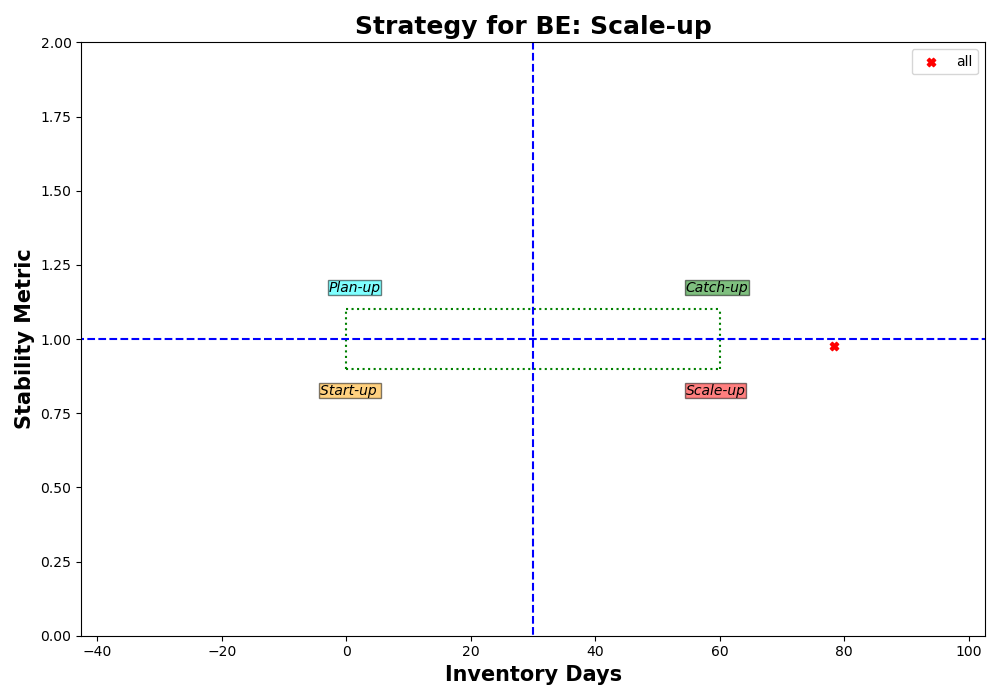 Strategy for BE: Scale-up
all
2.00
1.75
1.50
1.25
1.00
0.75
0.50
0.25
0.00
Stability Metric
Plan-up
Catch-up
Start-up
Scale-up
−40
−20
0
20
40
60
80
100
Inventory Days